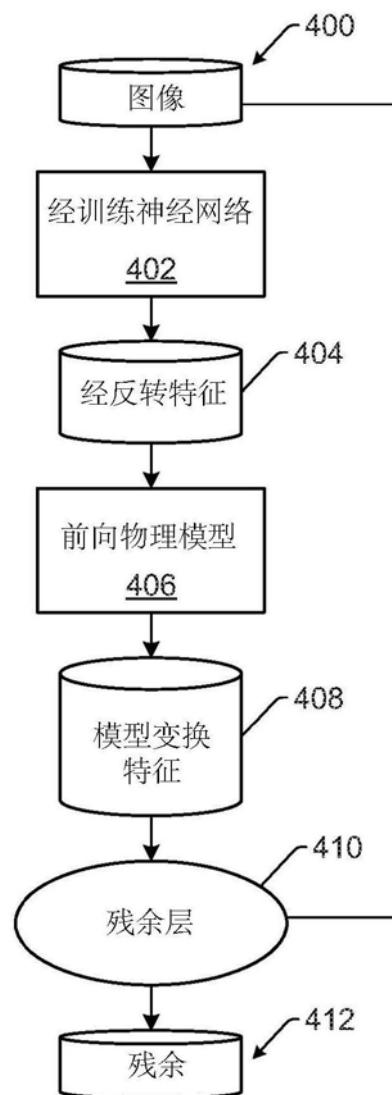 400
图像
经训练神经网络
402
404
经反转特征
前向物理模型
406
408
模型变换
特征
410
残余层
412
残余